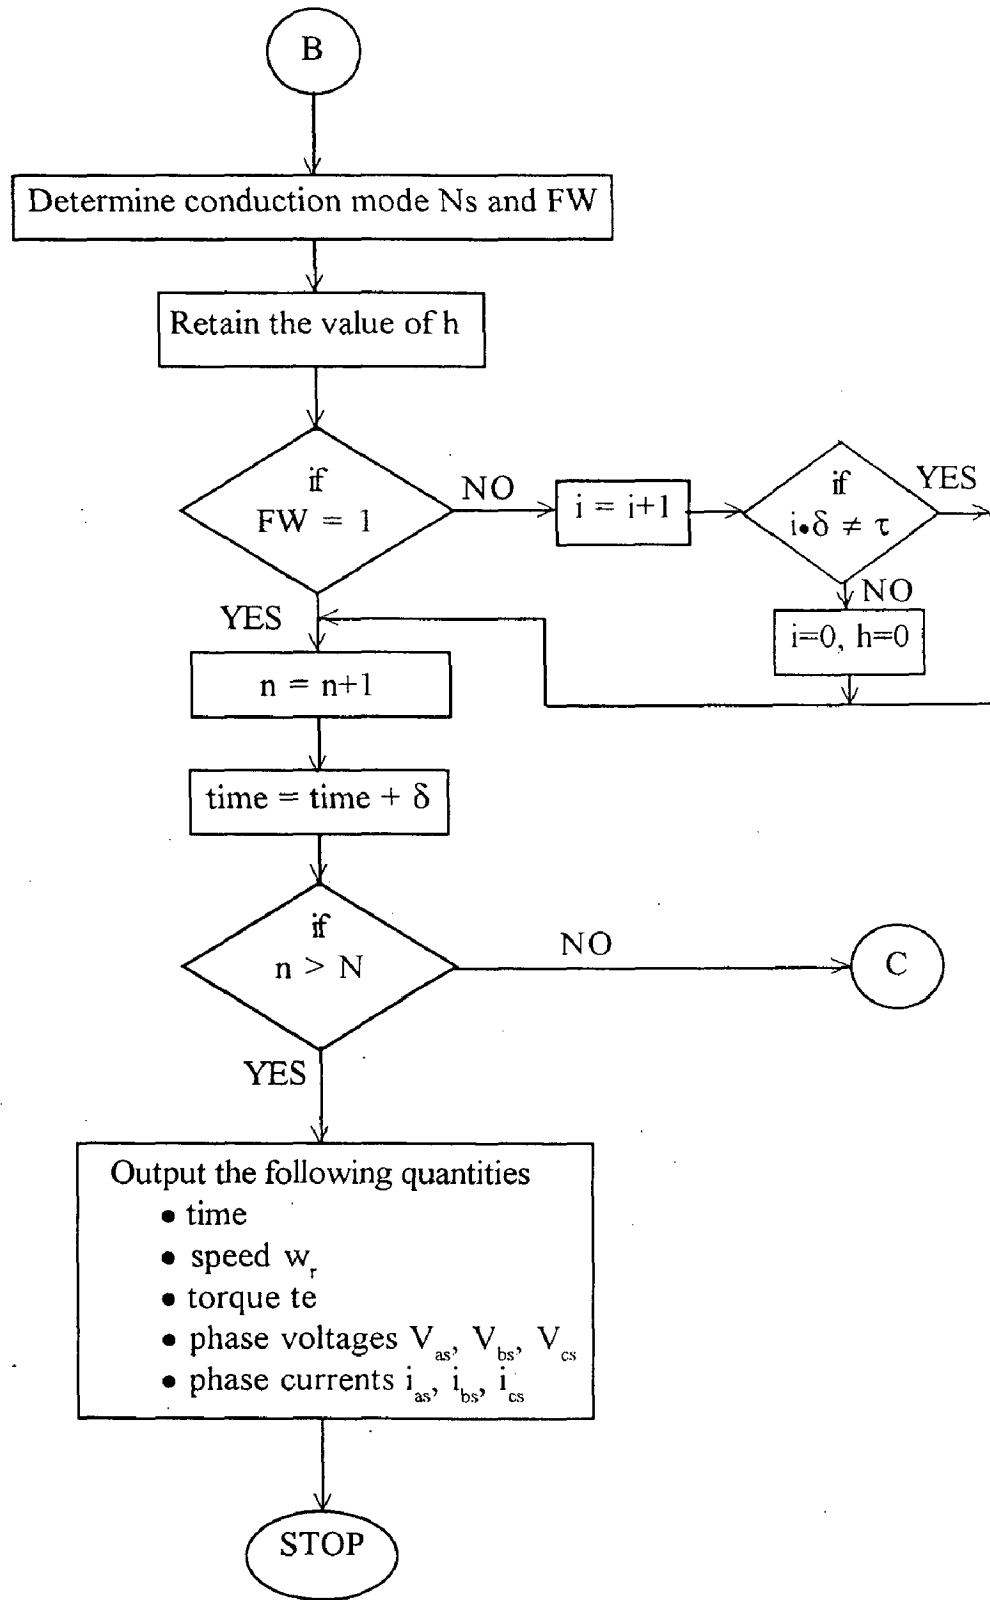 B
Determine conduction mode Ns and FW
Retain the value of h
if
FW = 1
NO
i = i+1
if
i•δ ≠ τ
YES
NO
i=0, h=0
YES
n = n+1
time = time + δ
if
n > N
NO
C
YES
Output the following quantities
• time
• speed w_r
• torque te
• phase voltages V_as, V_bs, V_cs
• phase currents i_as, i_bs, i_cs
STOP